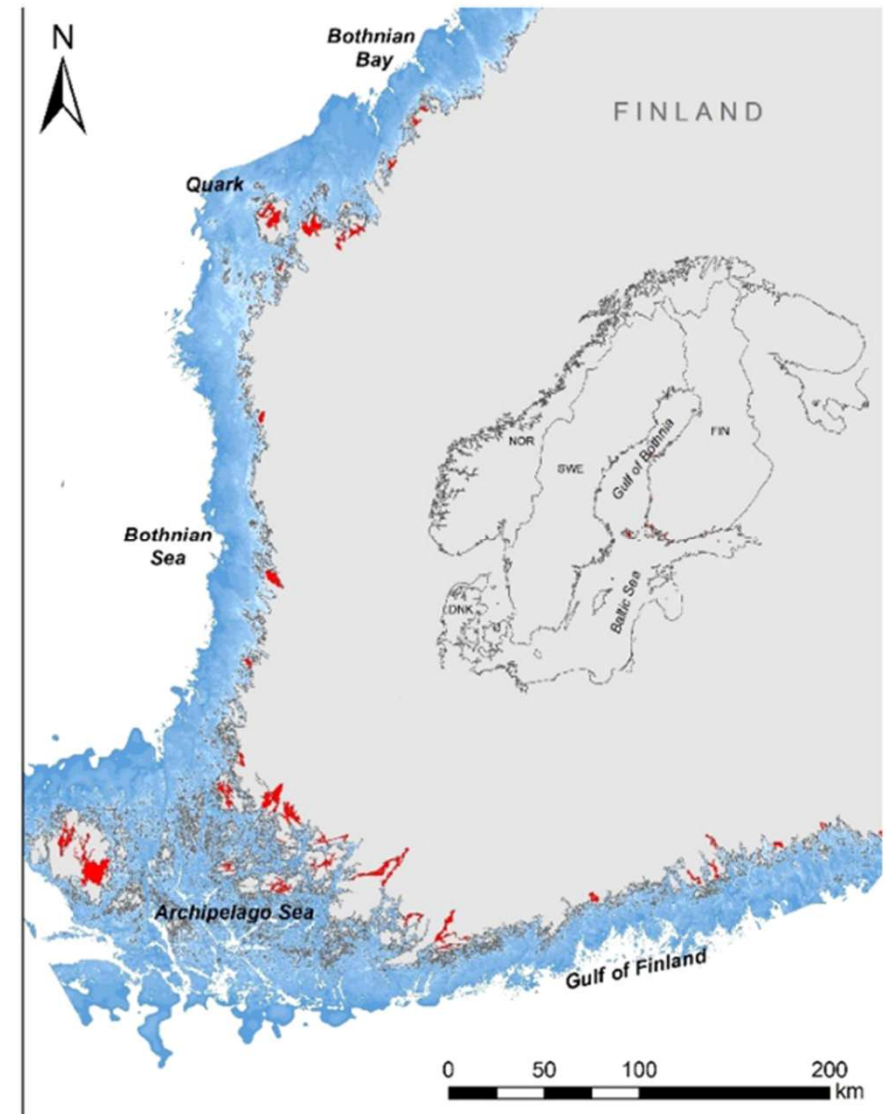 N
Bothnian
Bay
FINLAND
Quark
NOR
SWE
Gulf of Bothnia
FIN
Bothnian
Sea
DNK
Baltic Sea
Archipelago Sea
Gulf of Finland
0 50 100 200
km